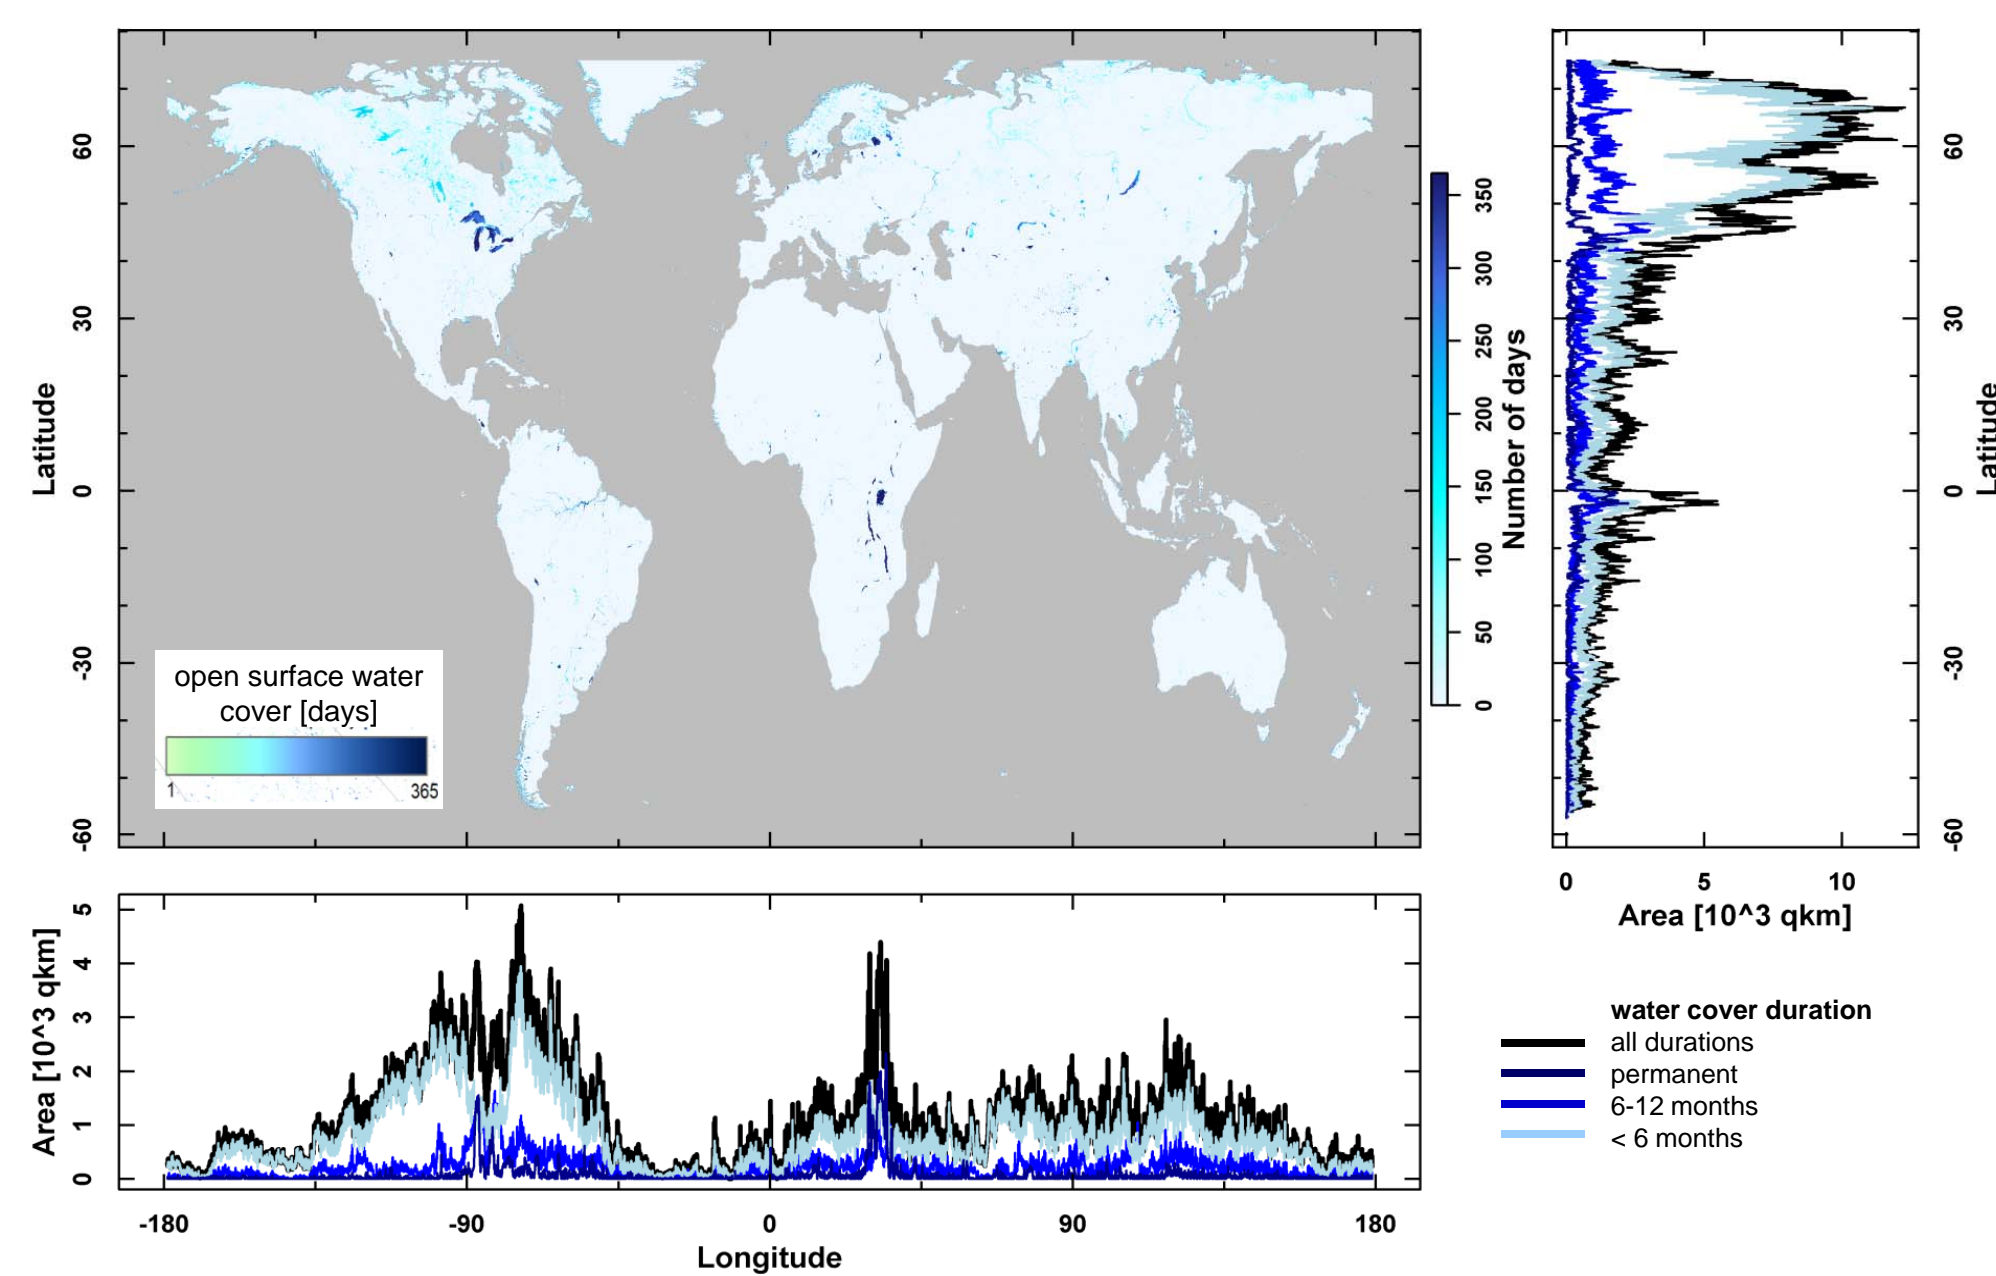 60
30
0
-30
-60
Latitude
open surface water
cover [days]
1
365
350
300
250
200
150
100
50
0
Number of days
60
30
0
-30
-60
Latitude
0
5
10
Area [10^3 qkm]
5
4
3
2
1
0
Area [10^3 qkm]
-180
-90
0
90
180
Longitude
water cover duration
all durations
permanent
6-12 months
< 6 months